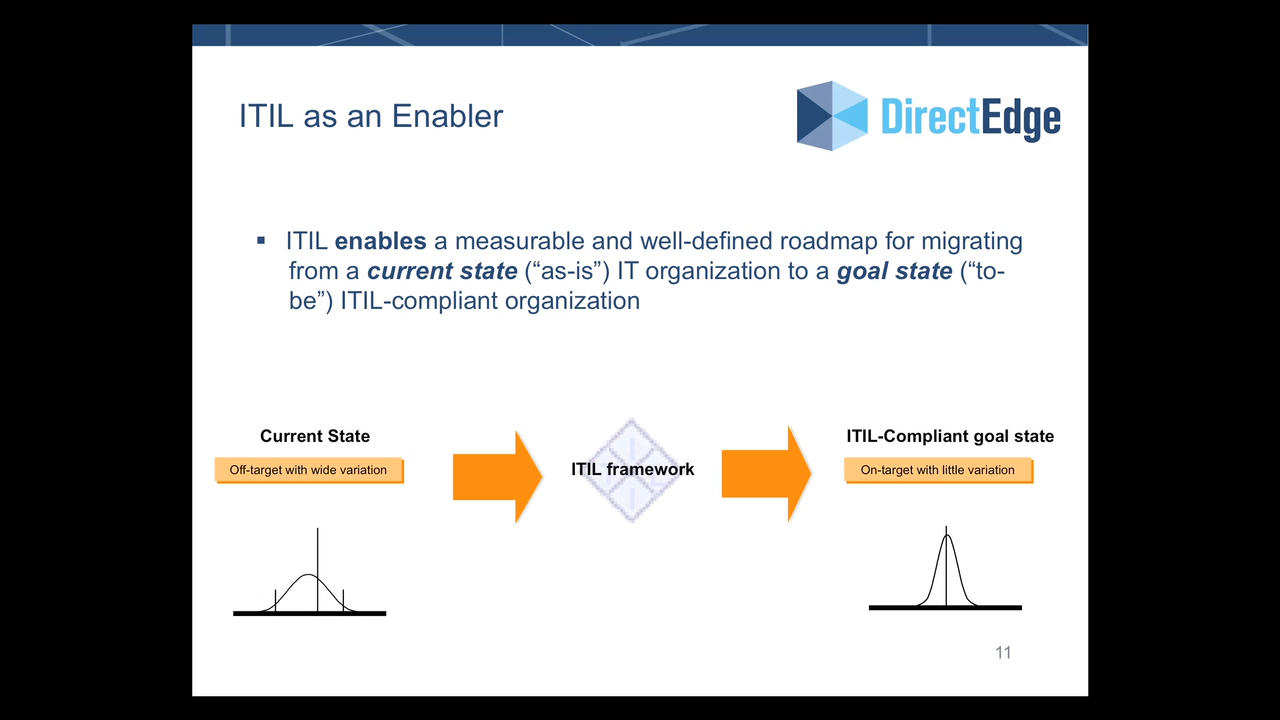 ITIL as an Enabler
DirectEdge
▪ ITIL enables a measurable and well-defined roadmap for migrating
from a current state (“as-is”) IT organization to a goal state (“to-
be”) ITIL-compliant organization
Current State
Off-target with wide variation
ITIL framework
ITIL-Compliant goal state
On-target with little variation
11